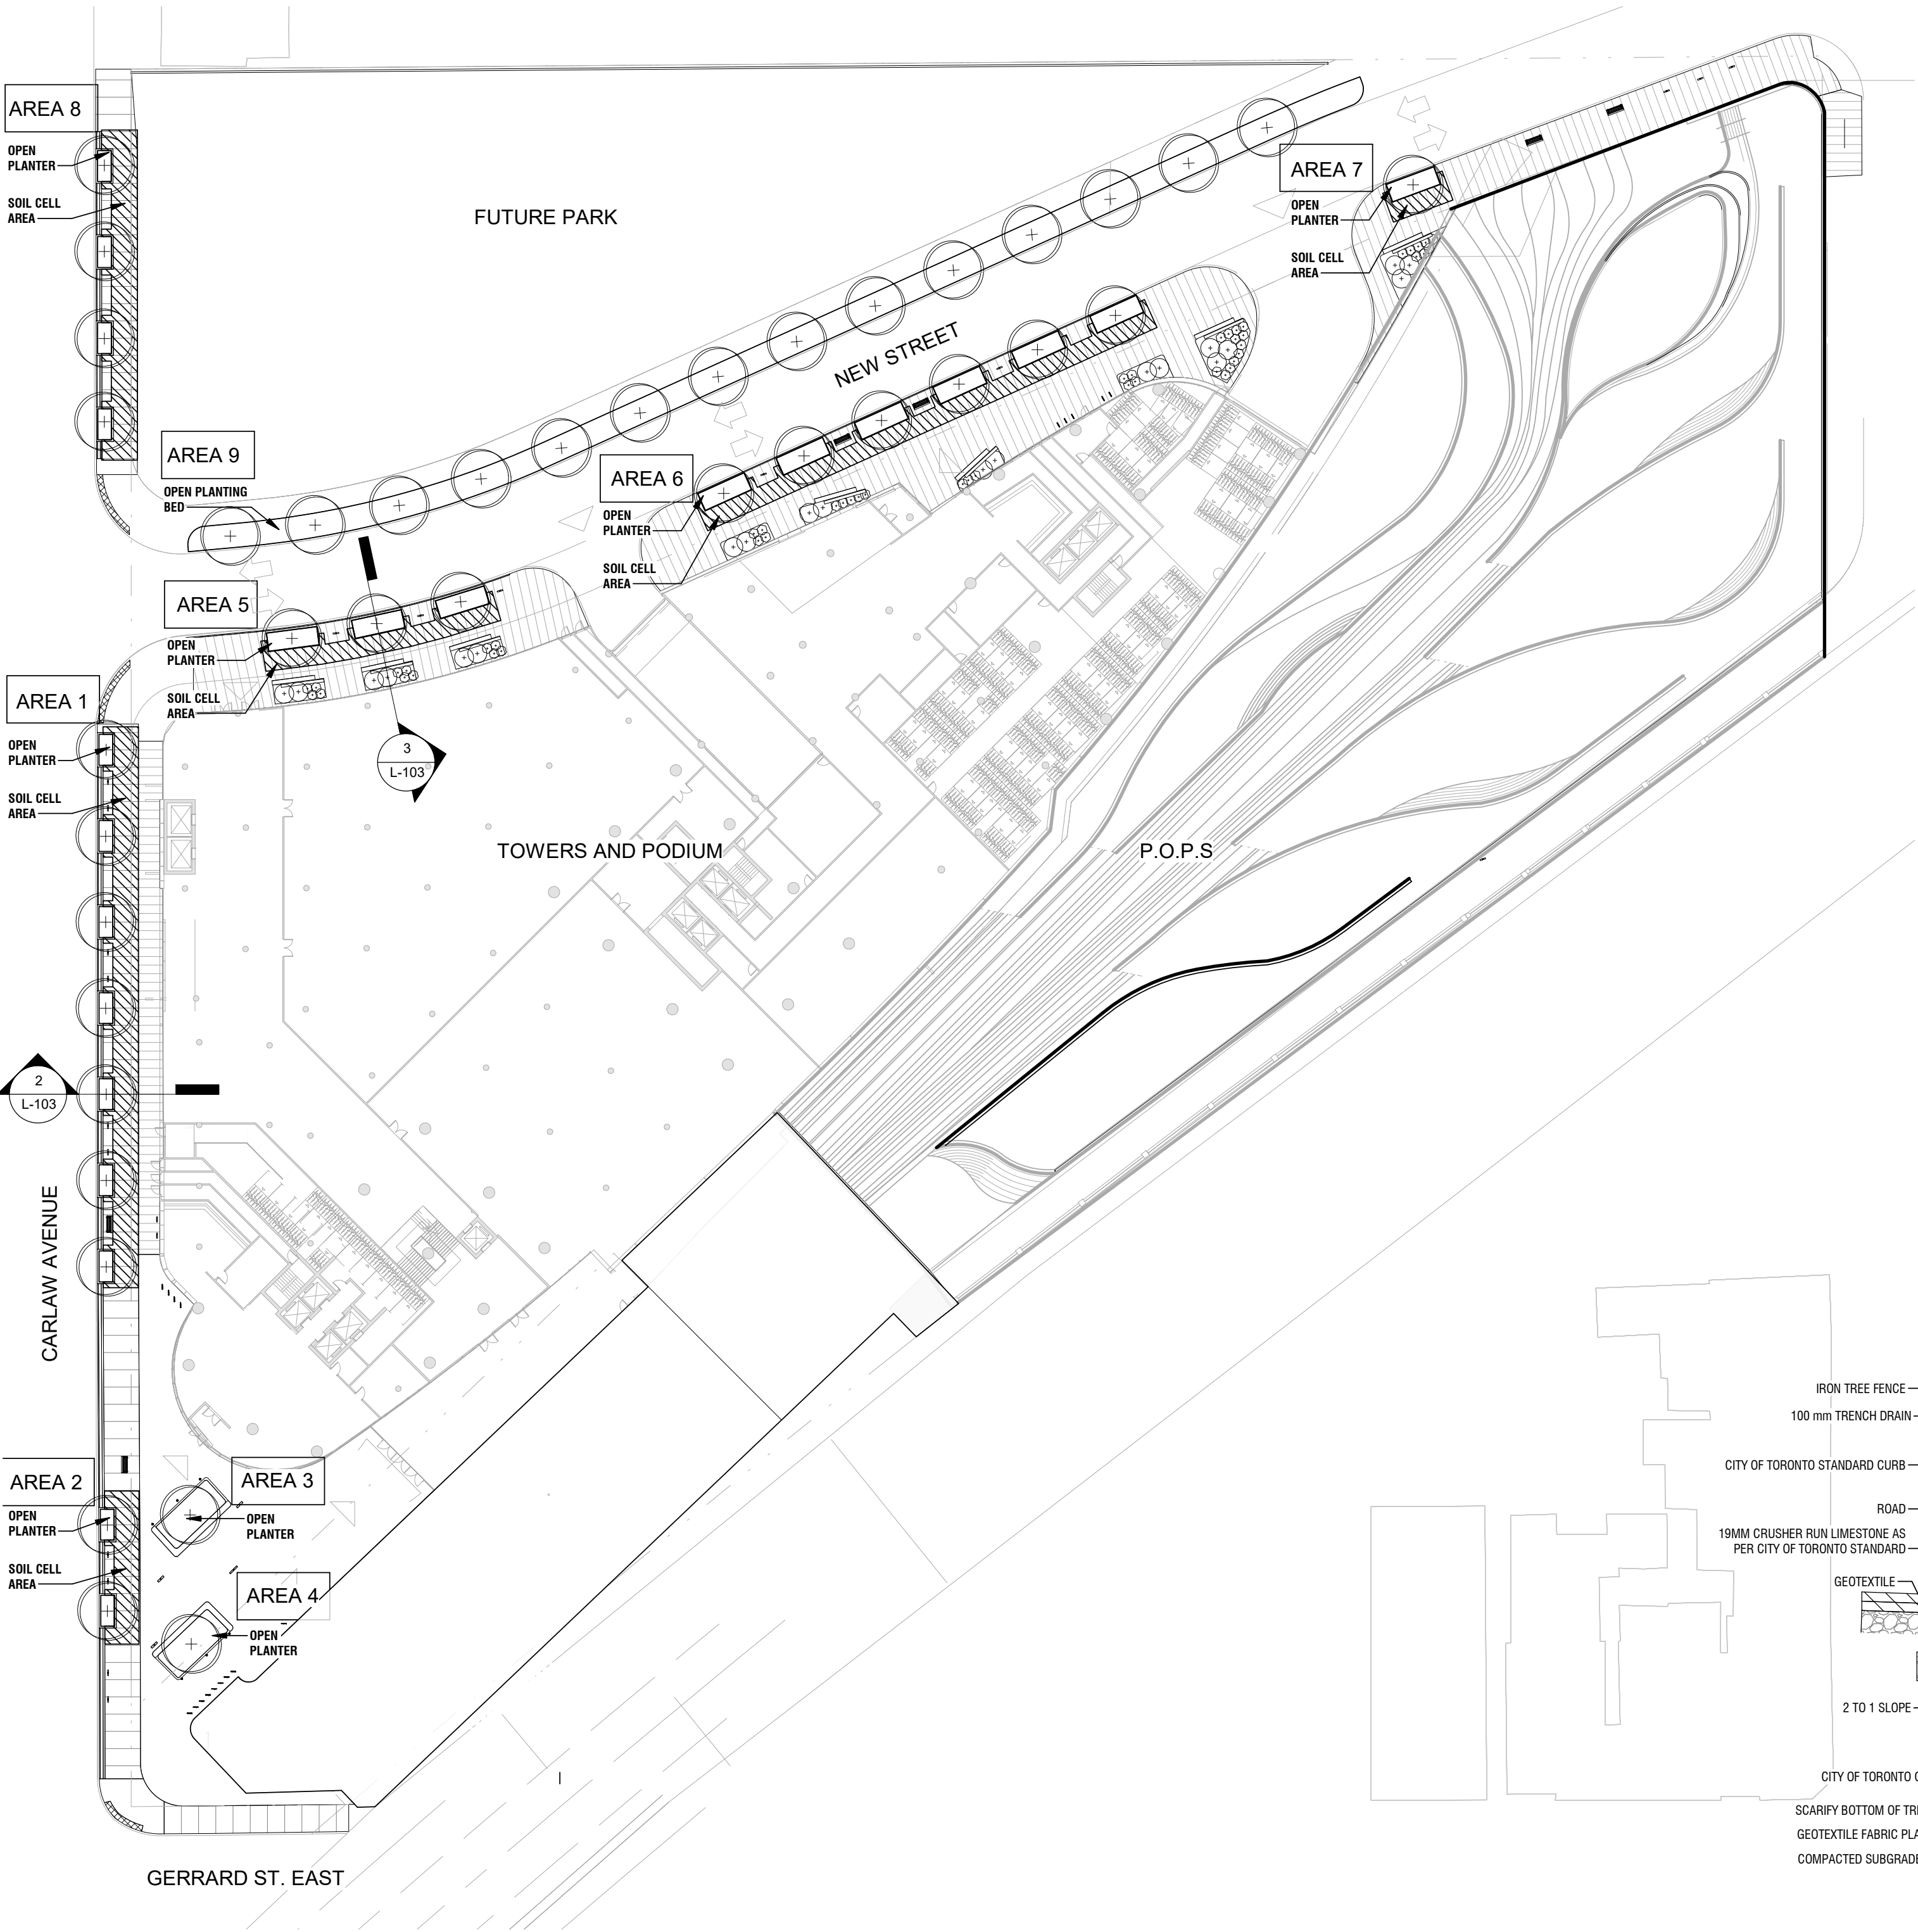 AREA 8
OPEN
PLANTER
SOIL CELL
AREA
FUTURE PARK
AREA 7
OPEN
PLANTER
SOIL CELL
AREA
NEW STREET
AREA 9
OPEN PLANTING
BED
AREA 6
OPEN
PLANTER
SOIL CELL
AREA
AREA 5
OPEN
PLANTER
SOIL CELL
AREA
AREA 1
OPEN
PLANTER
SOIL CELL
AREA
3
L-103
TOWERS AND PODIUM
P.O.P.S
2
L-103
CARLAW AVENUE
AREA 2
OPEN
PLANTER
SOIL CELL
AREA
AREA 3
OPEN
PLANTER
AREA 4
OPEN
PLANTER
GERRARD ST. EAST
IRON TREE FENCE
100 mm TRENCH DRAIN
CITY OF TORONTO STANDARD CURB
ROAD
19MM CRUSHER RUN LIMESTONE AS
PER CITY OF TORONTO STANDARD
GEOTEXTILE
2 TO 1 SLOPE
CITY OF TORONTO
SCARIFY BOTTOM OF
GEOTEXTILE FABRIC
COMPACTED